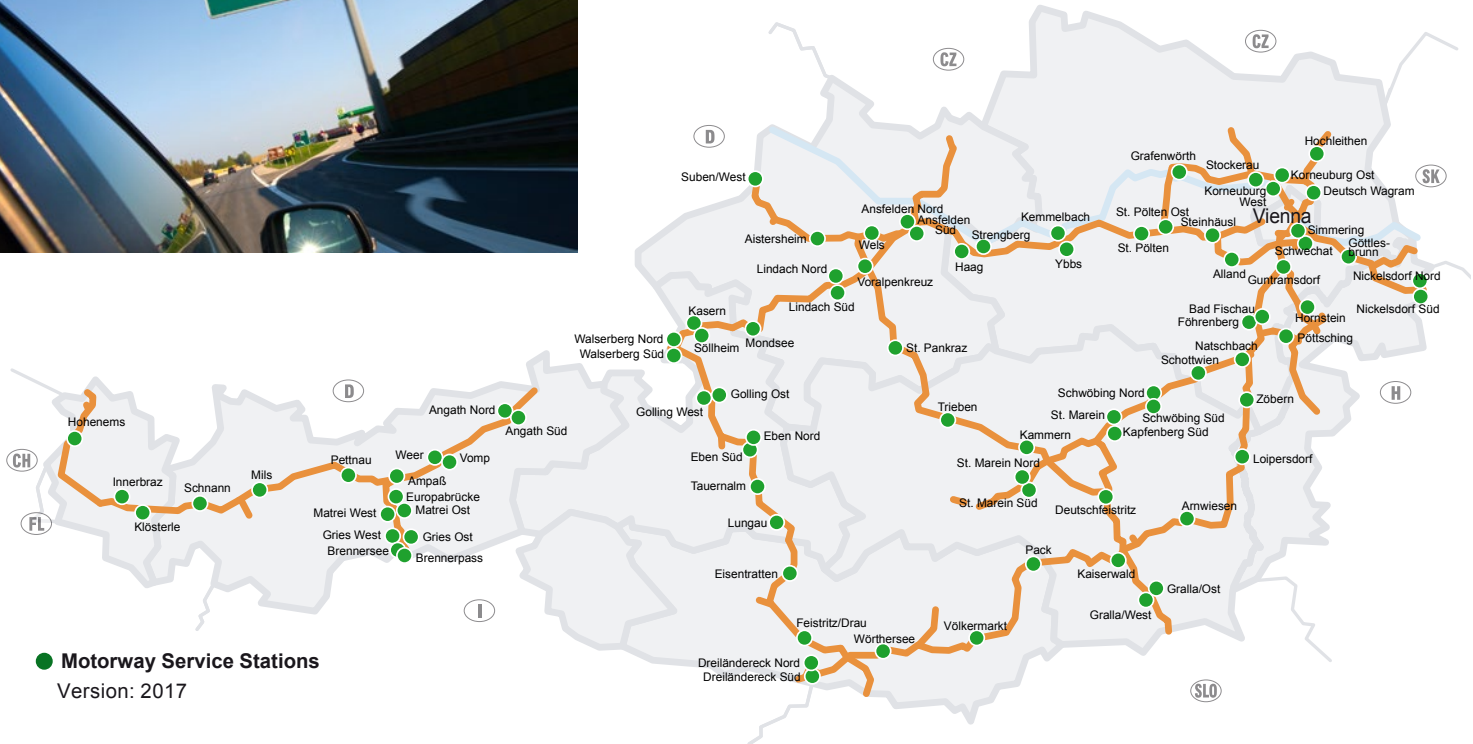 CZ
CZ
D
SK
H
D
CH
FL
I
SLO
Hochleithen
Grafenwörth
Stockerau
Korneuburg Ost
Korneuburg
West
Deutsch Wagram
Vienna
Suben/West
Ansfelden Nord
Ansfelden
Süd
Kemmelbach
St. Pölten Ost
Steinhäusl
Simmering
Aistersheim
Wels
Strengberg
Haag
Ybbs
St. Pölten
Alland
Schwechat
Göttles-
brunn
Guntramsdorf
Nickelsdorf Nord
Nickelsdorf Süd
Lindach Nord
Voralpenkreuz
Lindach Süd
Bad Fischau
Föhrenberg
Hornstein
Pöttsching
Kasern
Walserberg Nord
Walserberg Süd
Söllheim
Mondsee
St. Pankraz
Natschbach
Schottwien
Golling Ost
Golling West
Schwöbing Nord
Schwöbing Süd
Zöbern
Trieben
St. Marein
Kapfenberg Süd
Eben Nord
Eben Süd
Kammern
St. Marein Nord
St. Marein Süd
Loipersdorf
Tauernalm
Deutschfeistritz
Arnwiesen
Lungau
Pack
Kaiserwald
Eisentratten
Gralla/Ost
Gralla/West
Feistritz/Drau
Wörthersee
Völkermarkt
Dreiländereck Nord
Dreiländereck Süd
Hohenems
Angath Nord
Angath Süd
Innerbraz
Klösterle
Schnann
Mils
Pettnau
Weer
Vomp
Ampaß
Europabrücke
Matrei West
Matrei Ost
Gries West
Gries Ost
Brennersee
Brennerpass
Motorway Service Stations
Version: 2017